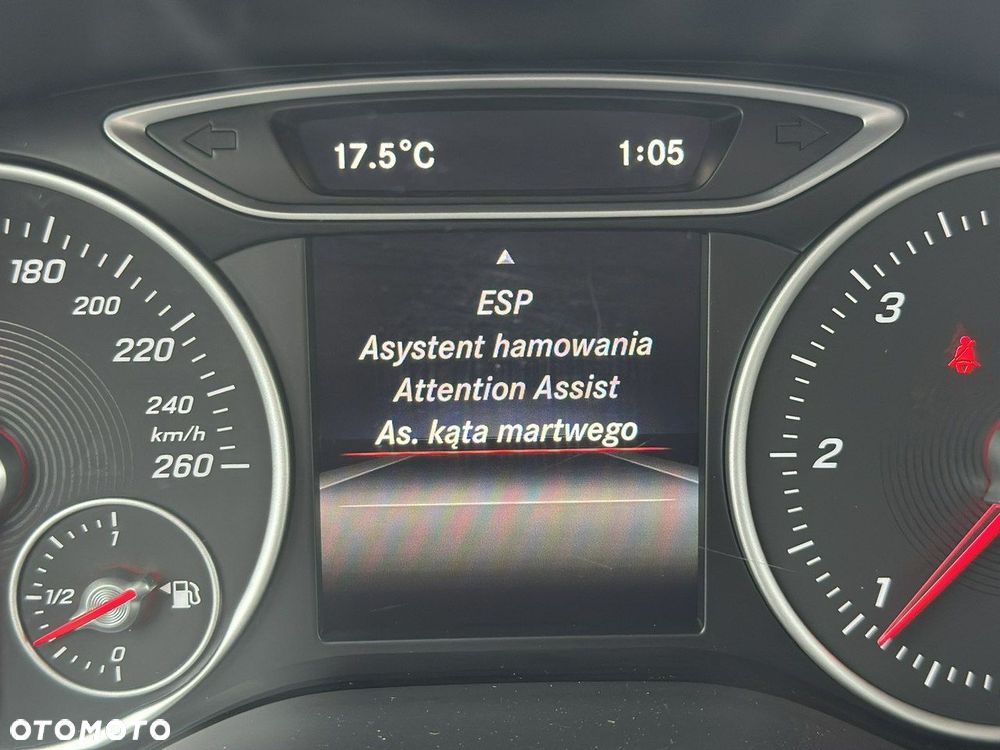 17.5°C 1:05
ESP
Asystent hamowania
Attention Assist
As. kąta martwego
180
200
220
240
km/h
260
1
1/2
0
3
2
1
OTOMOTO